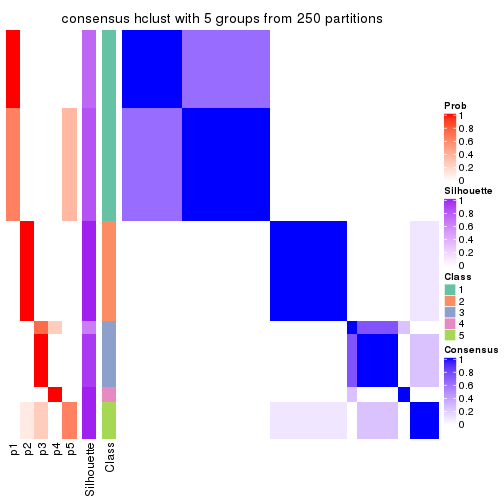 consensus hclust with 5 groups from 250 partitions
Prob
1
0.8
0.6
0.4
0.2
0
Silhouette
1
0.8
0.6
0.4
0.2
0
Class
1
2
3
4
5
Consensus
1
0.8
0.6
0.4
0.2
0
p1
p2
p3
p4
p5
Silhouette
Class